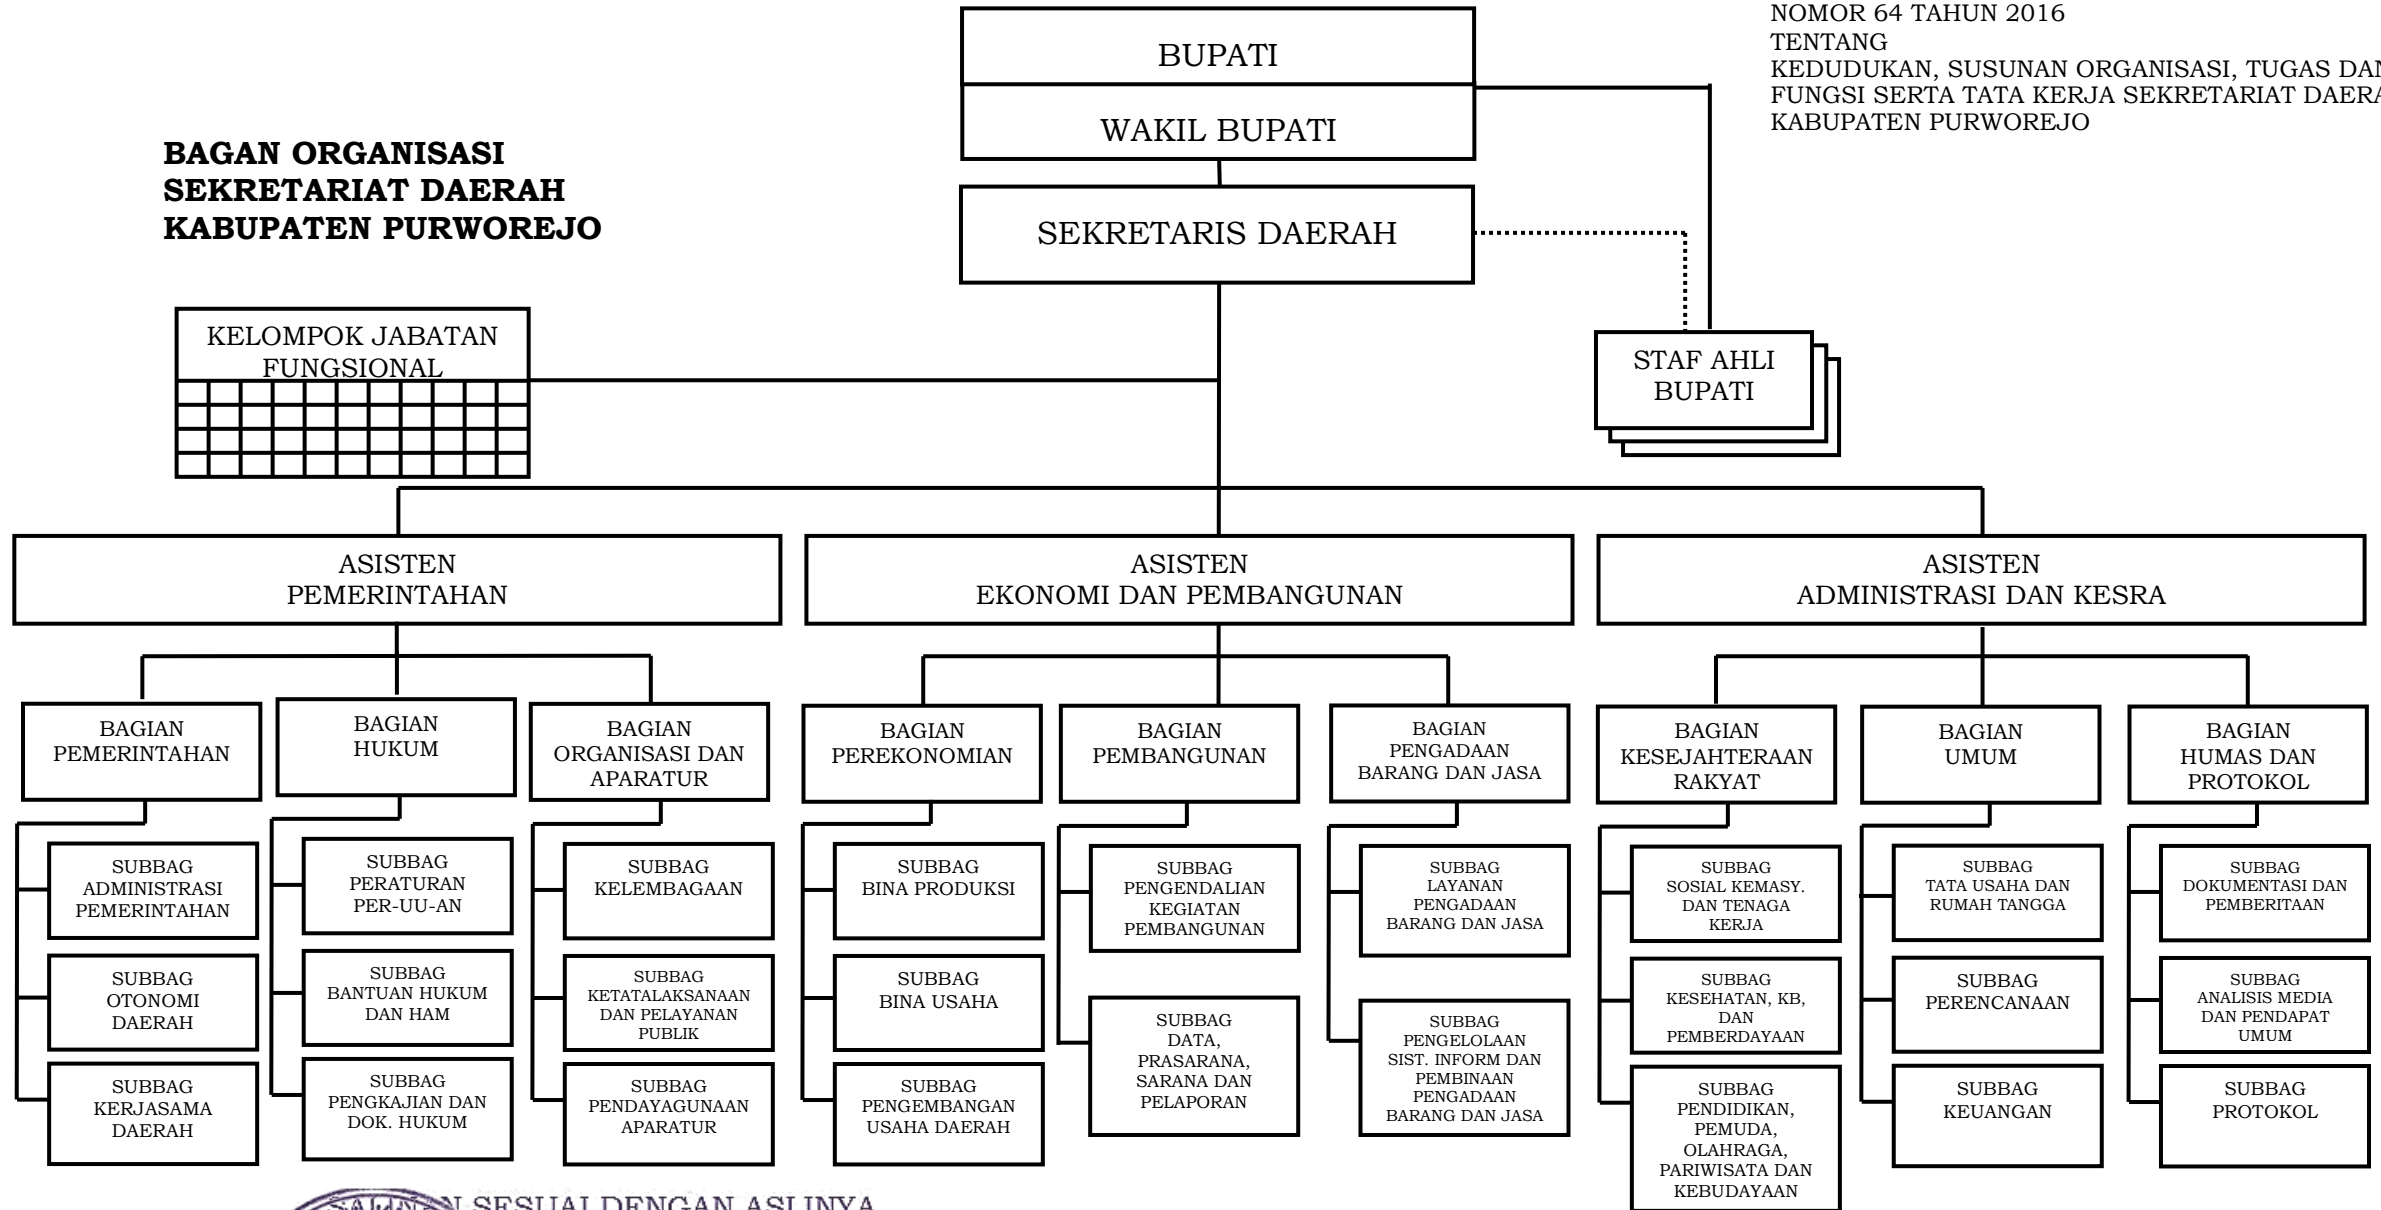 NOMOR 64 TAHUN 2016
TENTANG
KEDUDUKAN, SUSUNAN ORGANISASI, TUGAS DAN
FUNGSI SERTA TATA KERJA SEKRETARIAT
KABUPATEN PURWOREJO
BAGAN ORGANISASI
SEKRETARIAT DAERAH
KABUPATEN PURWOREJO
BUPATI
WAKIL BUPATI
SEKRETARIS DAERAH
KELOMPOK JABATAN
FUNGSIONAL
STAF AHLI
BUPATI
ASISTEN
PEMERINTAHAN
ASISTEN
EKONOMI DAN PEMBANGUNAN
ASISTEN
ADMINISTRASI DAN KESRA
BAGIAN
PEMERINTAHAN
BAGIAN
HUKUM
BAGIAN
ORGANISASI DAN
APARATUR
BAGIAN
PEREKONOMIAN
BAGIAN
PEMBANGUNAN
BAGIAN
PENGADAAN
BARANG DAN JASA
BAGIAN
KESEJAHTERAAN
RAKYAT
BAGIAN
UMUM
BAGIAN
HUMAS DAN
PROTOKOL
SUBBAG
ADMINISTRASI
PEMERINTAHAN
SUBBAG
OTONOMI
DAERAH
SUBBAG
KERJASAMA
DAERAH
SUBBAG
PERATURAN
PER-UU-AN
SUBBAG
BANTUAN HUKUM
DAN HAM
SUBBAG
PENGKAJIAN DAN
DOK. HUKUM
SUBBAG
KELEMBAGAAN
SUBBAG
KETATALAKSANAAN
DAN PELAYANAN
PUBLIK
SUBBAG
PENDAYAGUNAAN
APARATUR
SUBBAG
BINA PRODUKSI
SUBBAG
BINA USAHA
SUBBAG
PENGEMBANGAN
USAHA DAERAH
SUBBAG
PENGENDALIAN
KEGIATAN
PEMBANGUNAN
SUBBAG
DATA,
PRASARANA,
SARANA DAN
PELAPORAN
SUBBAG
LAYANAN
PENGADAAN
BARANG DAN JASA
SUBBAG
PENGELOLAAN
SIST. INFORM DAN
PEMBINAAN
PENGADAAN
BARANG DAN JASA
SUBBAG
SOSIAL KEMASY.
DAN TENAGA
KERJA
SUBBAG
KESEHATAN, KB,
DAN
PEMBERDAYAAN
SUBBAG
PENDIDIKAN,
PEMUDA,
OLAHRAGA,
PARIWISATA DAN
KEBUDAYAAN
SUBBAG
TATA USAHA DAN
RUMAH TANGGA
SUBBAG
PERENCANAAN
SUBBAG
KEUANGAN
SUBBAG
DOKUMENTASI DAN
PEMBERITAAN
SUBBAG
ANALISIS MEDIA
DAN PENDAPAT
UMUM
SUBBAG
PROTOKOL
SESUAI DENGAN ASLINYA